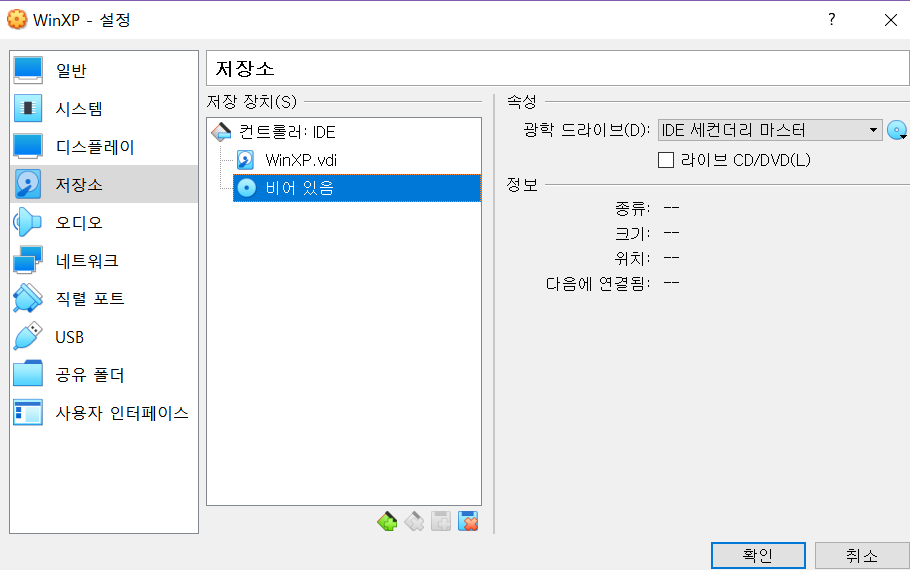 WinXP - 설정
?
일반
시스템
디스플레이
저장소
오디오
네트워크
직렬 포트
USB
공유 폴더
사용자 인터페이스
저장소
저장 장치(S)
컨트롤러: IDE
WinXP.vdi
비어 있음
속성
광학 드라이브(D): IDE 세컨더리 마스터
라이브 CD/DVD(L)
정보
종류: --
크기: --
위치: --
다음에 연결됨: --
확인
취소